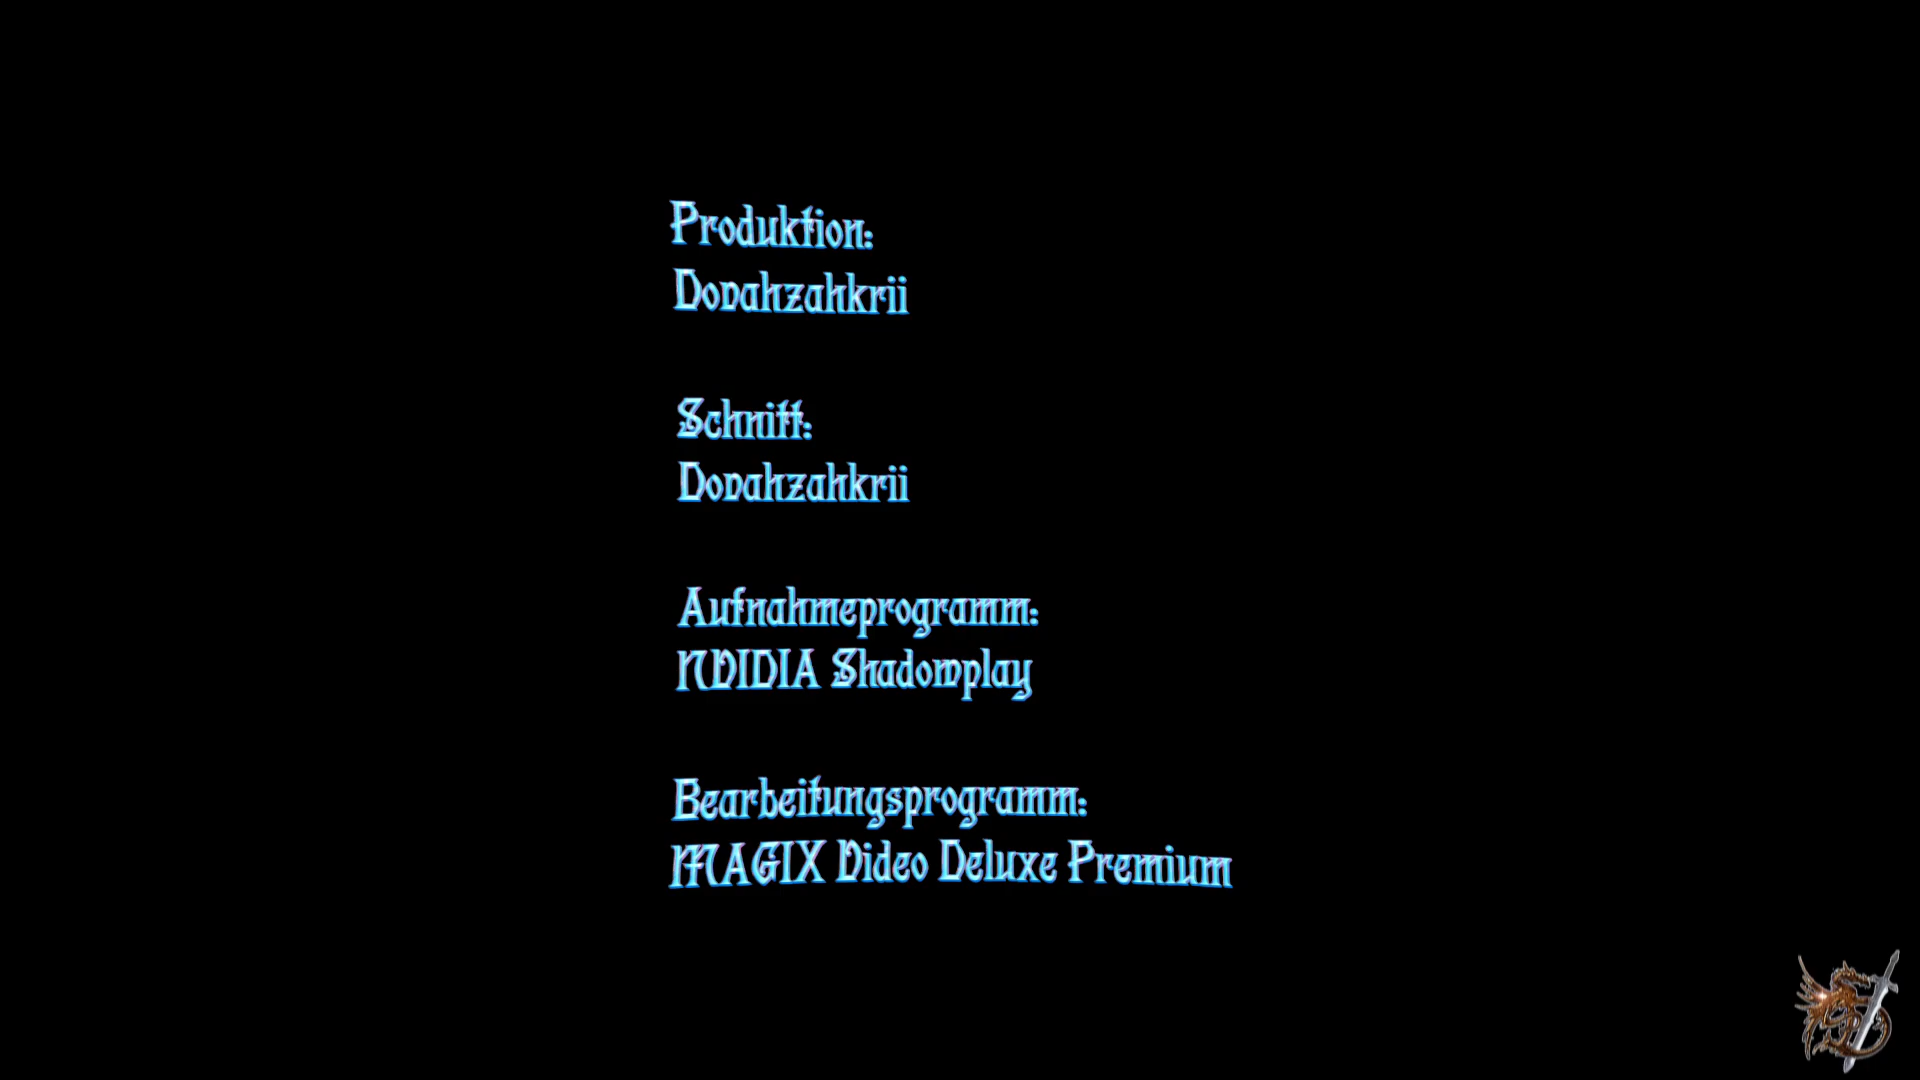 Produktion:
Dovahzahkrii
Schnitt:
Dovahzahkrii
Aufnahmeprogramm:
NVIDIA Shadowplay
Bearbeitungsprogramm:
MAGIX Video Deluxe Premium